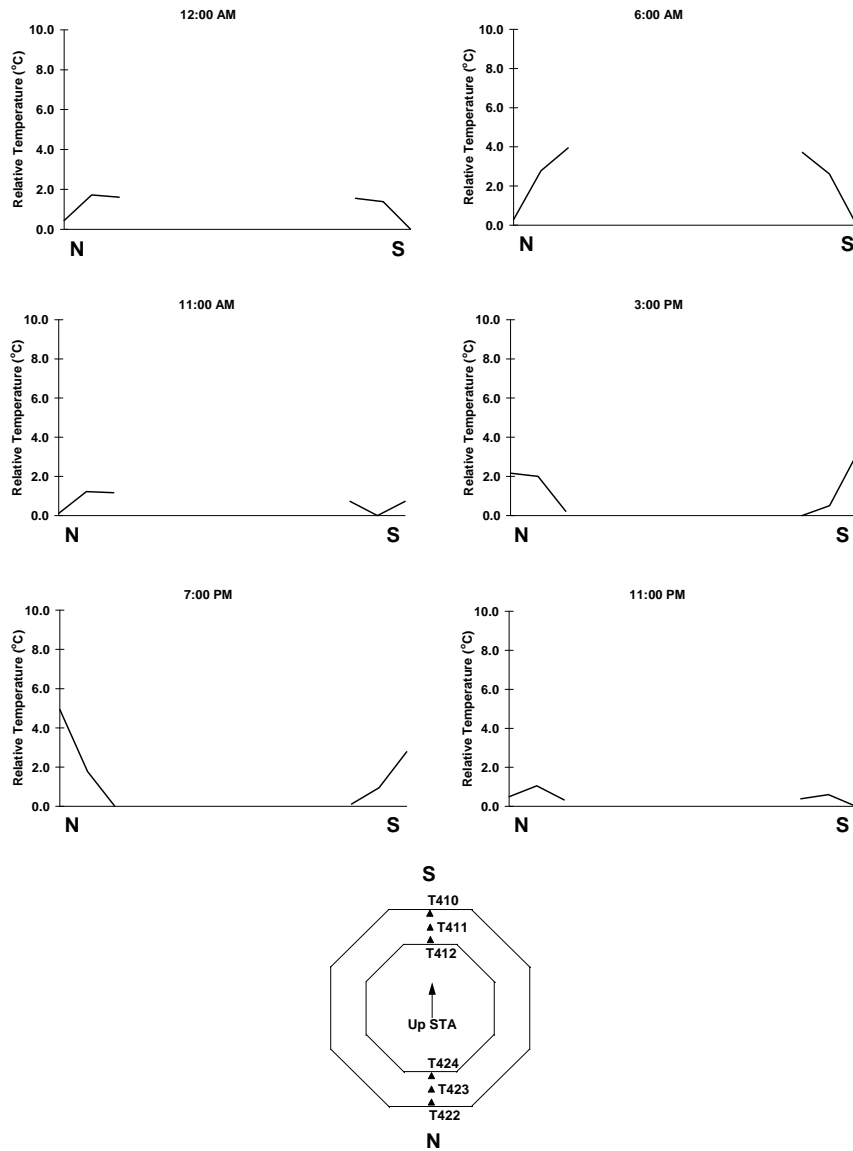 12:00 AM
Relative Temperature (°C)
10.0
8.0
6.0
4.0
2.0
0.0
N
S
6:00 AM
Relative Temperature (°C)
10.0
8.0
6.0
4.0
2.0
0.0
N
S
11:00 AM
Relative Temperature (°C)
10.0
8.0
6.0
4.0
2.0
0.0
N
S
3:00 PM
Relative Temperature (°C)
10.0
8.0
6.0
4.0
2.0
0.0
N
S
7:00 PM
Relative Temperature (°C)
10.0
8.0
6.0
4.0
2.0
0.0
N
S
11:00 PM
Relative Temperature (°C)
10.0
8.0
6.0
4.0
2.0
0.0
N
S
S
T410
T411
T412
Up STA
T424
T423
T422
N